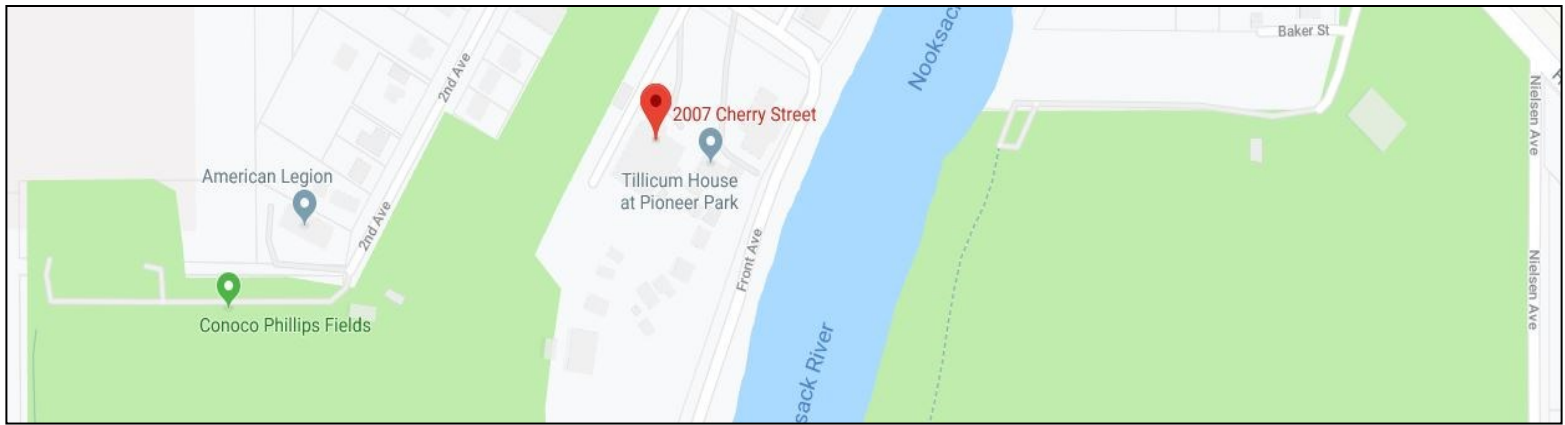 Baker St
2nd Ave
Nooksac
2007 Cherry Street
Nielsen Ave
American Legion
Tillicum House
at Pioneer Park
2nd Ave
Front Ave
Nielsen Ave
Conoco Phillips Fields
sack River